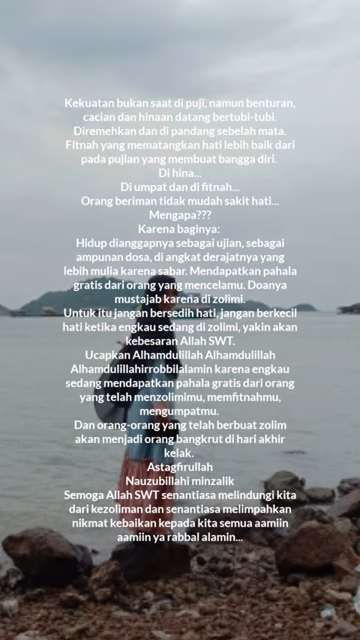 Kekuatan bukan saat di puji, namun benturan,
cacian dan hinaan datang bertubi-tubi.
Diremehkan dan di pandang sebelah mata.
Fitnah yang mematangkan hati lebih baik dari
pada pujian yang membuat bangga diri.
Di hina...
Di umpat dan di fitnah...
Orang beriman tidak mudah sakit hati...
Mengapa???
Karena baginya:
Hidup dianggapnya sebagai ujian, sebagai
ampunan dosa, di angkat derajatnya yang
lebih mulia karena sabar. Mendapatkan pahala
gratis dari orang yang mencelamu. Doanya
mustajab karena di zolimi.
Untuk itu jangan bersedih hati, jangan berkecil
hati ketika engkau sedang di zolimi, yakin akan
kebesaran Allah SWT.
Ucapkan Alhamdulillah Alhamdulillah
Alhamdulillahirrobbilalamin karena engkau
sedang mendapatkan pahala gratis dari orang
yang telah menzolimimu, memfitnahmu,
mengumpatmu.
Dan orang-orang yang telah berbuat zolim
akan menjadi orang bangkrut di hari akhir
kelak.
Astagfirullah
Nauzubillahi minzalik
Semoga Allah SWT senantiasa melindungi kita
dari kezoliman dan senantiasa melimpahkan
nikmat kebaikan kepada kita semua aamiin
aamiin ya rabbal alamin...